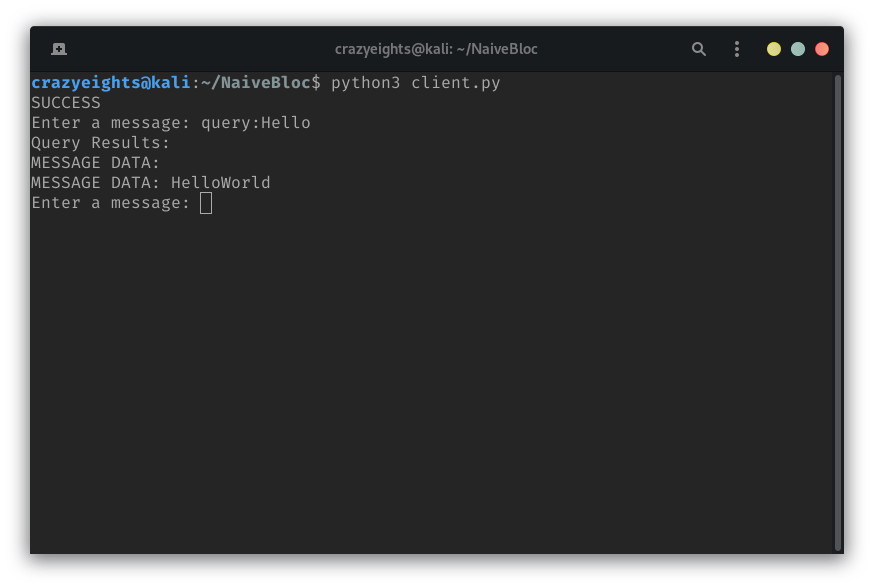 crazyeights@kali: ~/NaiveBloc
crazyeights@kali:~/NaiveBloc$ python3 client.py
SUCCESS
Enter a message: query:Hello
Query Results:
MESSAGE DATA:
MESSAGE DATA: HelloWorld
Enter a message: